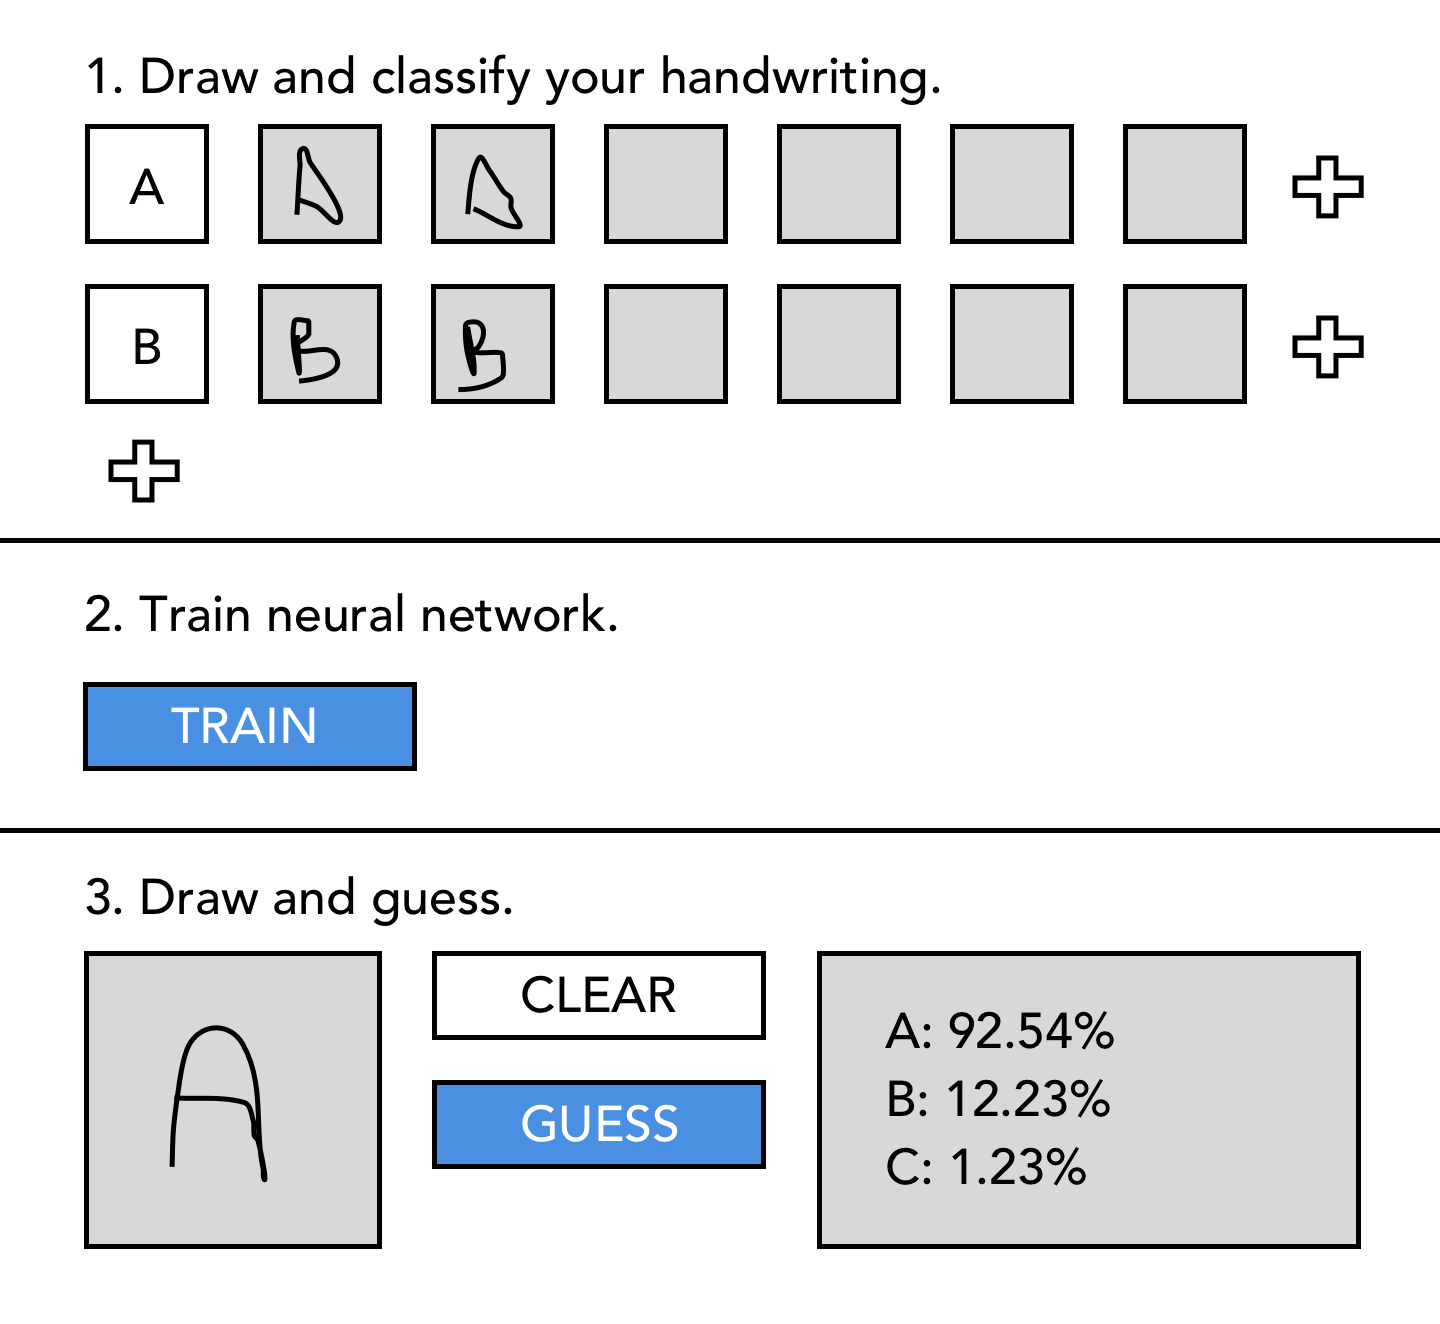 1. Draw and classify your handwriting.
A A A
B B B
2. Train neural network.
TRAIN
3. Draw and guess.
A
CLEAR
GUESS
A: 92.54%
B: 12.23%
C: 1.23%